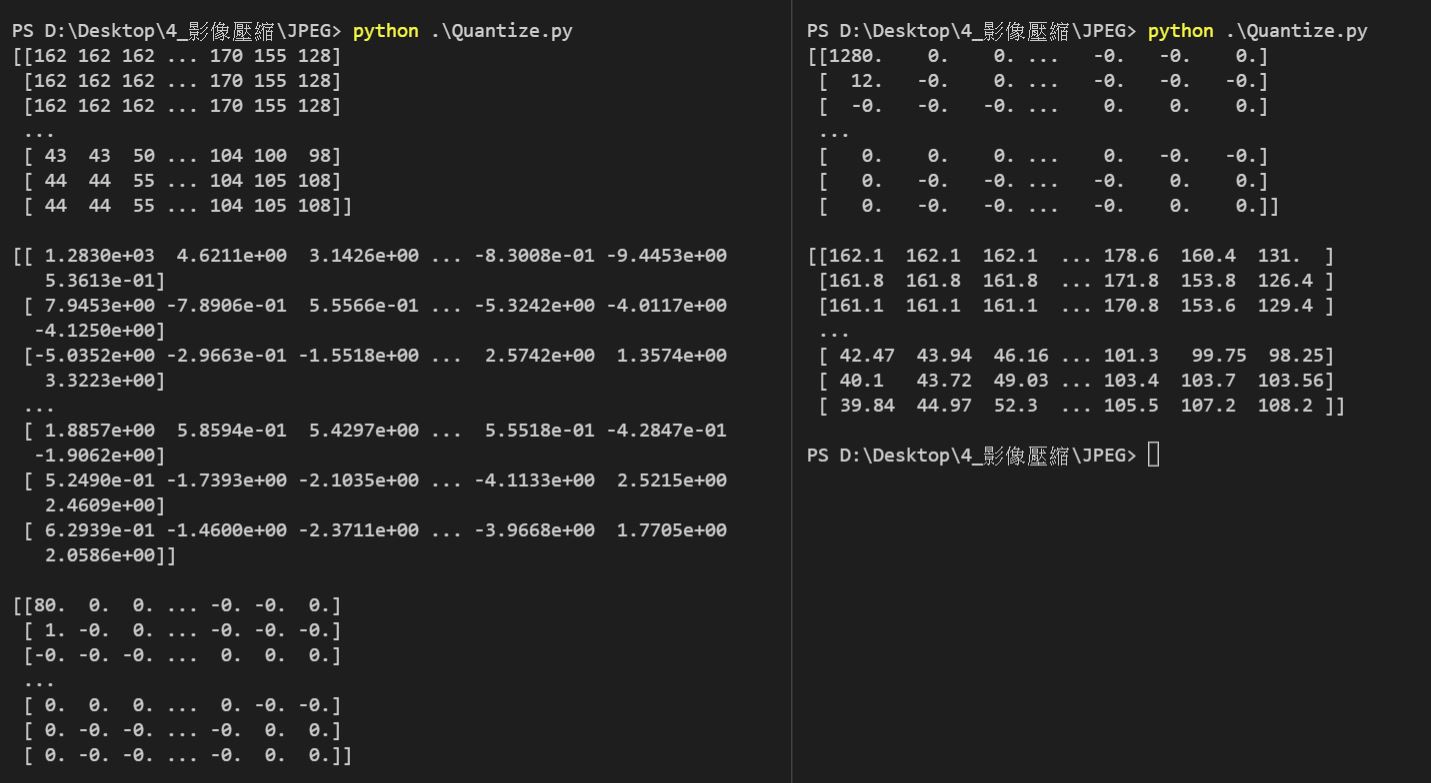 PS D:\Desktop\4_影像壓縮\JPEG> python .\Quantize.py
[[162 162 162 ... 170 155 128]
 [162 162 162 ... 170 155 128]
 [162 162 162 ... 170 155 128]
 ...
 [ 43  43  50 ... 104 100  98]
 [ 44  44  55 ... 104 105 108]
 [ 44  44  55 ... 104 105 108]]

[[ 1.2830e+03  4.6211e+00  3.1426e+00 ... -8.3008e-01 -9.4453e+00
   5.3613e-01]
 [ 7.9453e+00 -7.8906e-01  5.5566e-01 ... -5.3242e+00 -4.0117e+00
  -4.1250e+00]
 [-5.0352e+00 -2.9663e-01 -1.5518e+00 ...  2.5742e+00  1.3574e+00
   3.3223e+00]
 ...
 [ 1.8857e+00  5.8594e-01  5.4297e+00 ...  5.5518e-01 -4.2847e-01
  -1.9062e+00]
 [ 5.2490e-01 -1.7393e+00 -2.1035e+00 ... -4.1133e+00  2.5215e+00
   2.4609e+00]
 [ 6.2939e-01 -1.4600e+00 -2.3711e+00 ... -3.9668e+00  1.7705e+00
   2.0586e+00]]

[[80.  0.  0. ... -0. -0.  0.]
 [ 1. -0.  0. ... -0. -0. -0.]
 [-0. -0. -0. ...  0.  0.  0.]
 ...
 [ 0.  0.  0. ...  0. -0. -0.]
 [ 0. -0. -0. ... -0.  0.  0.]
 [ 0. -0. -0. ... -0.  0.  0.]]
PS D:\Desktop\4_影像壓縮\JPEG> python .\Quantize.py
[[1280.    0.    0. ...   -0.   -0.    0.]
 [  12.   -0.    0. ...   -0.   -0.   -0.]
 [  -0.   -0.   -0. ...    0.    0.    0.]
 ...
 [   0.    0.    0. ...    0.   -0.   -0.]
 [   0.   -0.   -0. ...   -0.    0.    0.]
 [   0.   -0.   -0. ...   -0.    0.    0.]]

[[162.1  162.1  162.1  ... 178.6  160.4  131.  ]
 [161.8  161.8  161.8  ... 171.8  153.8  126.4 ]
 [161.1  161.1  161.1  ... 170.8  153.6  129.4 ]
 ...
 [ 42.47  43.94  46.16 ... 101.3   99.75  98.25]
 [ 40.1   43.72  49.03 ... 103.4  103.7  103.56]
 [ 39.84  44.97  52.3  ... 105.5  107.2  108.2 ]]

PS D:\Desktop\4_影像壓縮\JPEG>